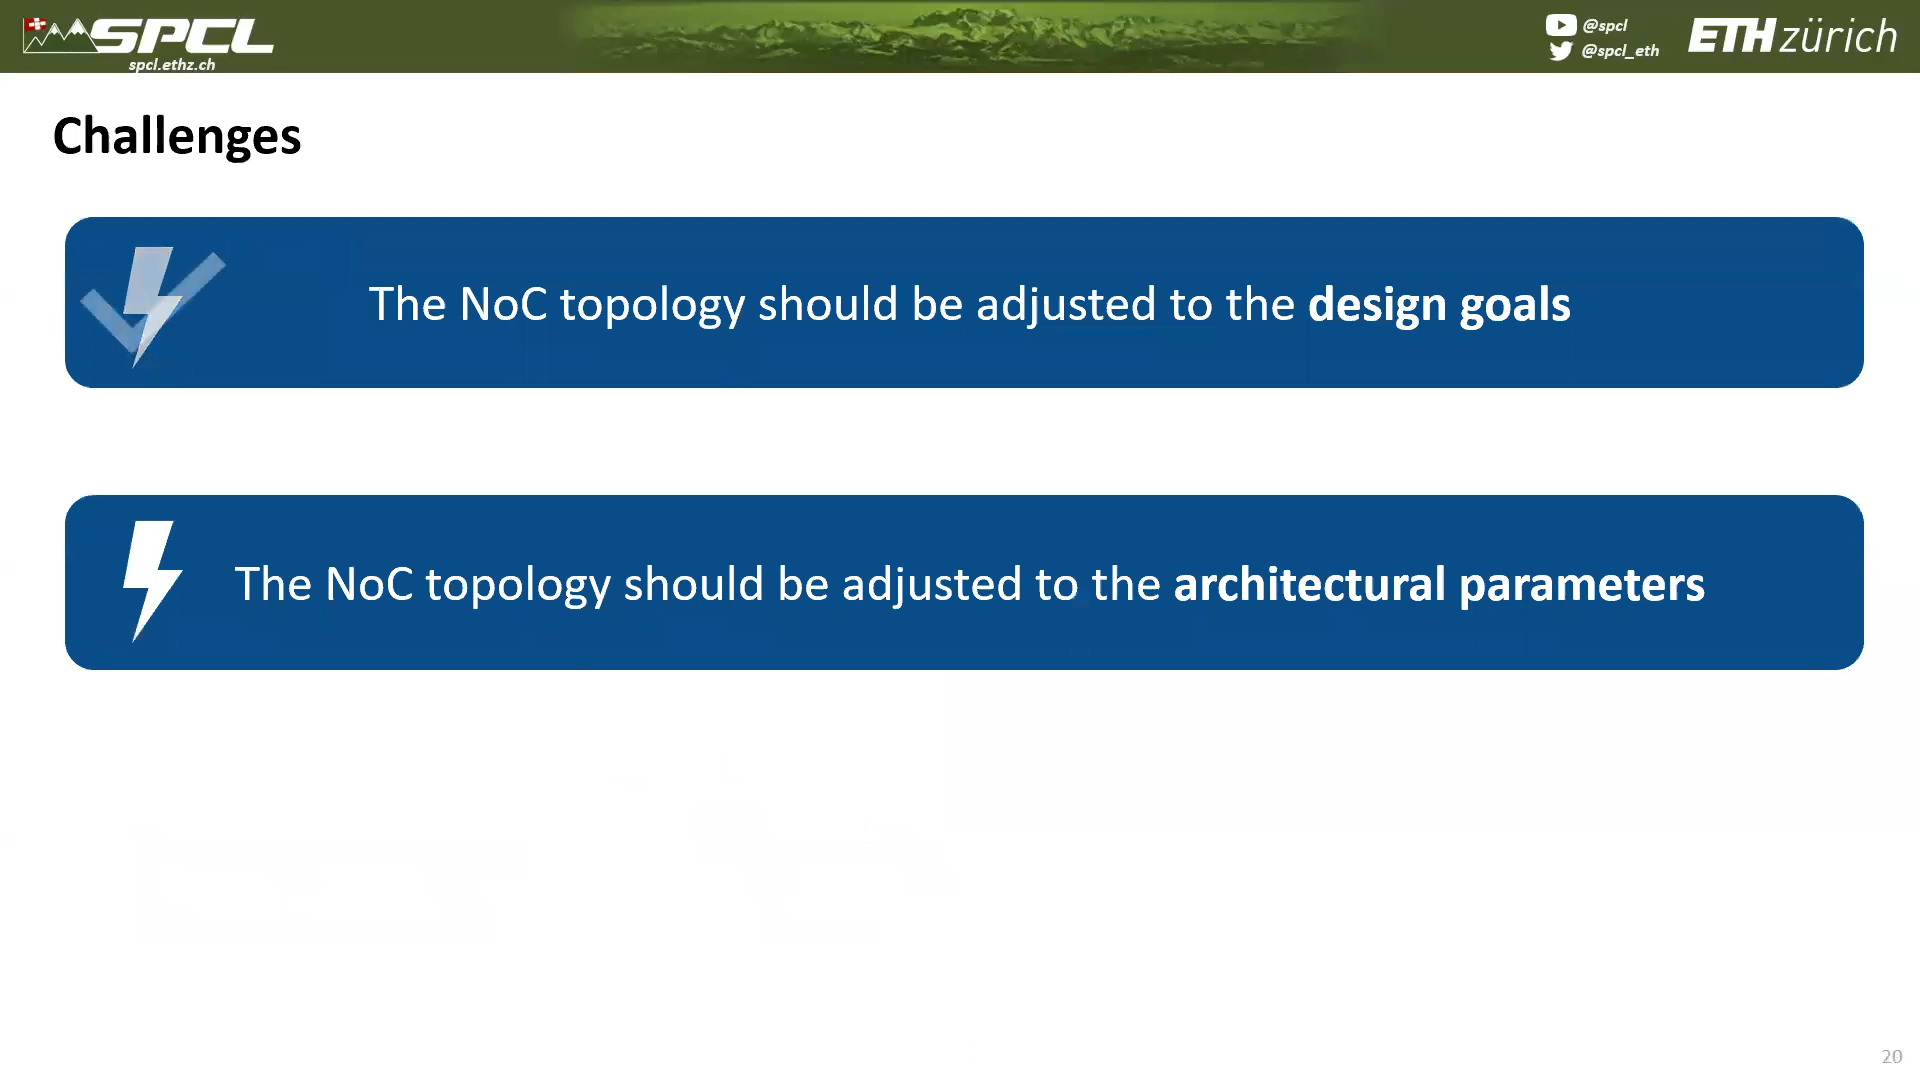 SPCL
spcl.ethz.ch
@spcl
@spcl_eth
ETH zürich
Challenges
The NoC topology should be adjusted to the design goals
The NoC topology should be adjusted to the architectural parameters
20